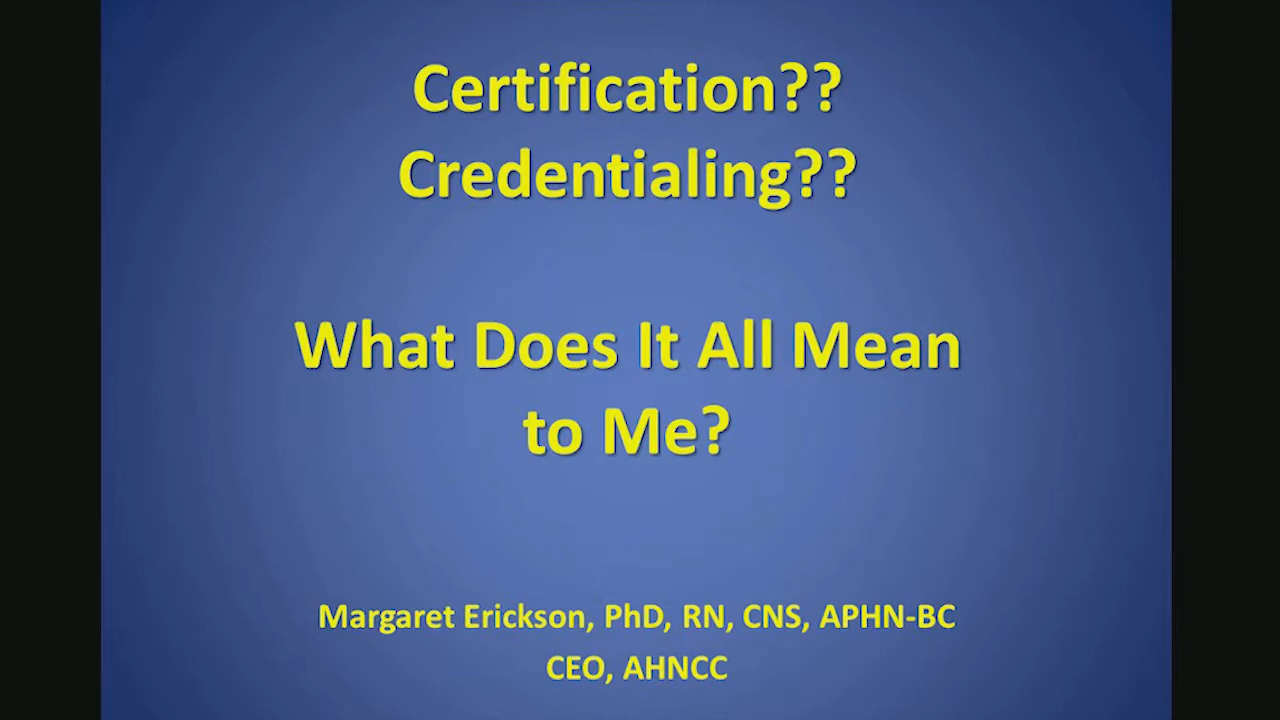 Certification??
Credentialing??
What Does It All Mean
to Me?
Margaret Erickson, PhD, RN, CNS, APHN-BC
CEO, AHNCC